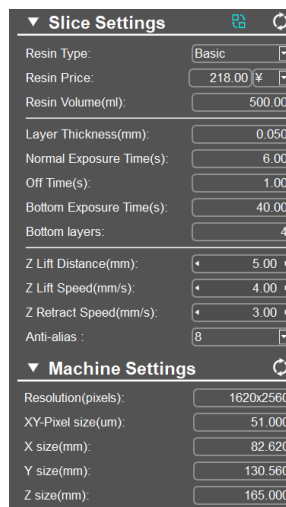 ▼ Slice Settings
Resin Type: Basic
Resin Price: 218.00 ¥
Resin Volume(ml): 500.00
Layer Thickness(mm): 0.050
Normal Exposure Time(s): 6.00
Off Time(s): 1.00
Bottom Exposure Time(s): 40.00
Bottom layers: 4
Z Lift Distance(mm): 5.00
Z Lift Speed(mm/s): 4.00
Z Retract Speed(mm/s): 3.00
Anti-alias : 8
▼ Machine Settings
Resolution(pixels): 1620x2560
XY-Pixel size(um): 51.000
X size(mm): 82.620
Y size(mm): 130.560
Z size(mm): 165.000